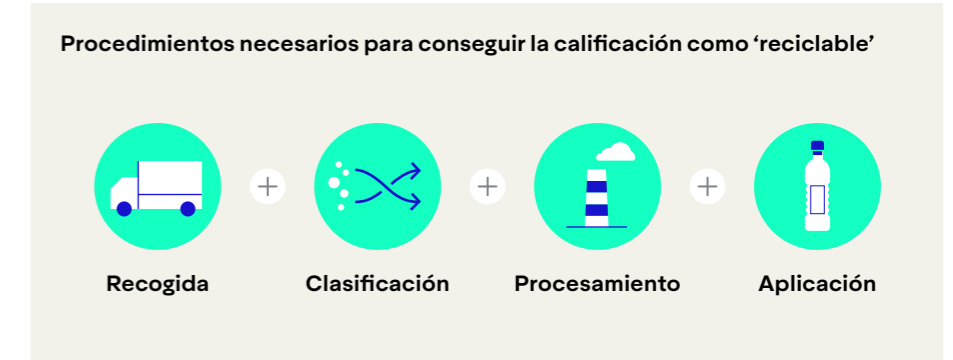 Procedimientos necesarios para conseguir la calificación como ‘reciclable’
Recogida
Clasificación
Procesamiento
Aplicación